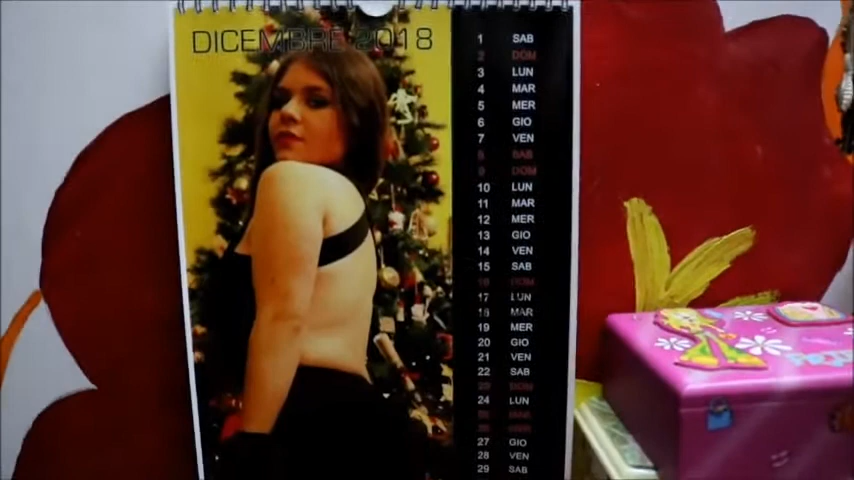 DICEMBRE 2018
1 SAB
2 DOM
3 LUN
4 MAR
5 MER
6 GIO
7 VEN
8 SAB
9 DOM
10 LUN
11 MAR
12 MER
13 GIO
14 VEN
15 SAB
16 DOM
17 LUN
18 MAR
19 MER
20 GIO
21 VEN
22 SAB
23 DOM
24 LUN
25 MAR
26 MER
27 GIO
28 VEN
29 SAB